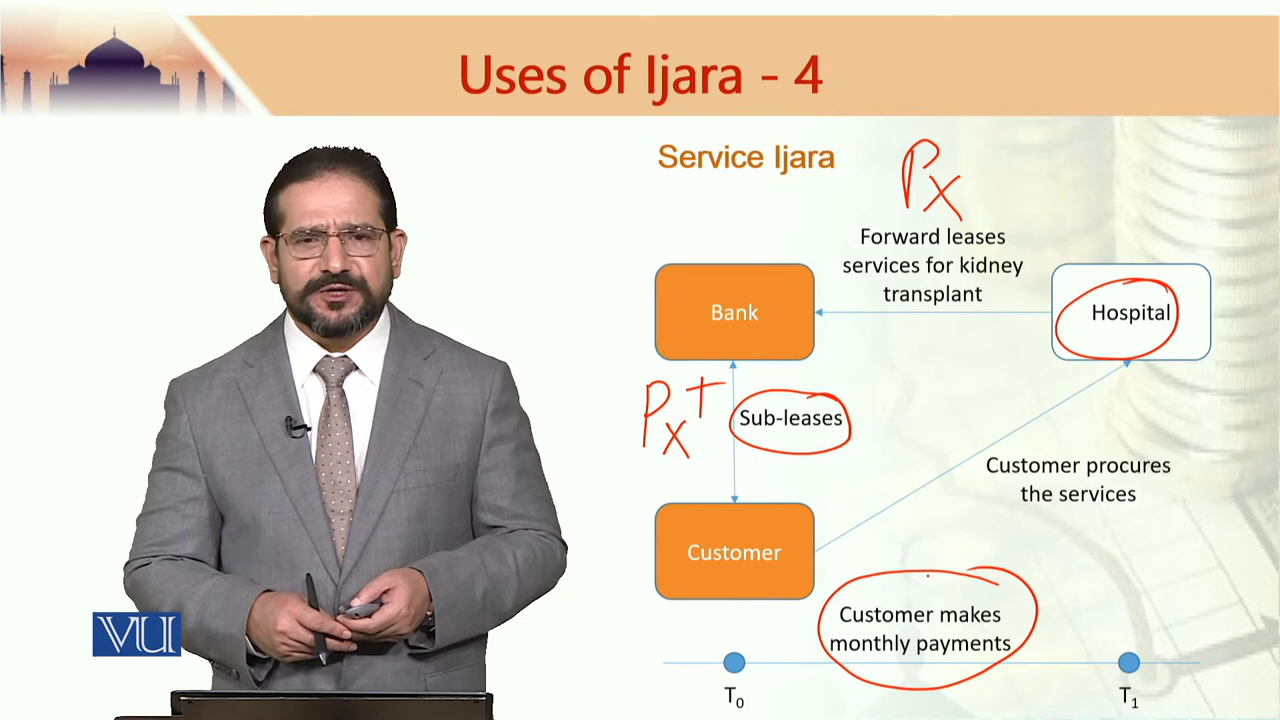 Uses of Ijara - 4
Service Ijara
Px
Forward leases
services for kidney
transplant
Bank
Hospital
Px+
Sub-leases
Customer procures
the services
Customer
Customer makes
monthly payments
VU
T₀
T₁